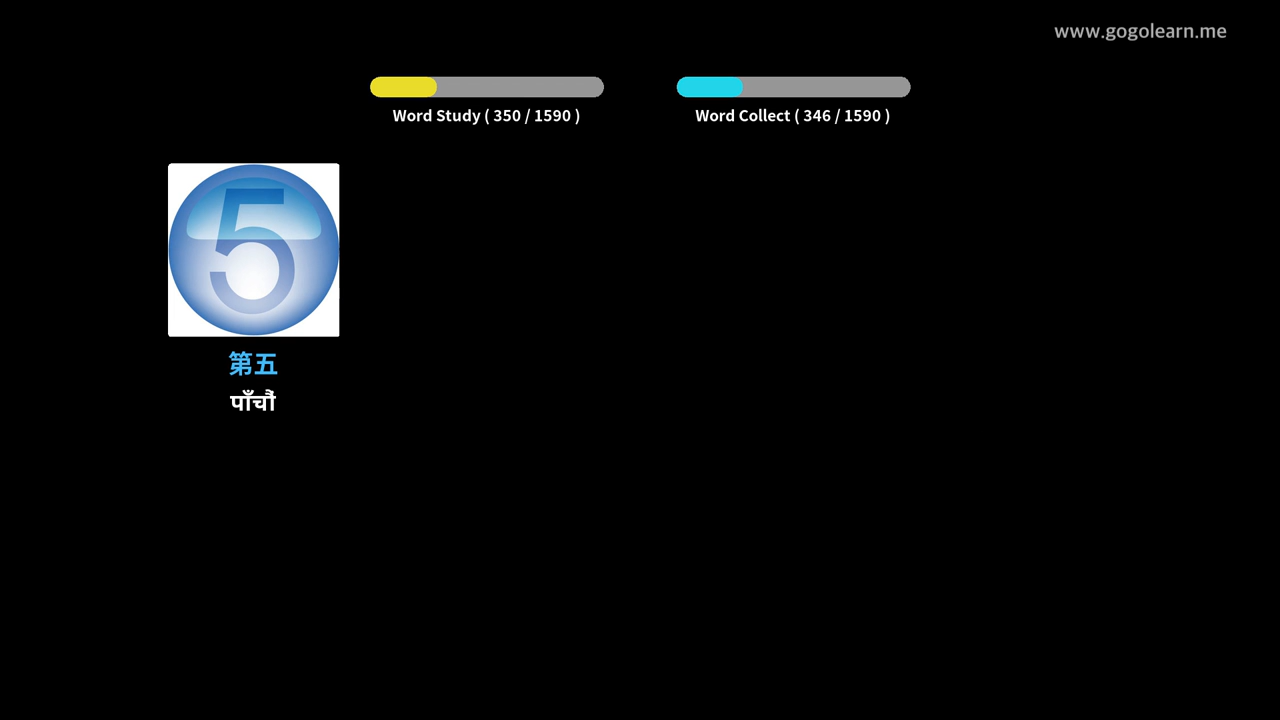 www.gogolearn.me
Word Study ( 350 / 1590 )
Word Collect ( 346 / 1590 )
5
第五
पाँचौं